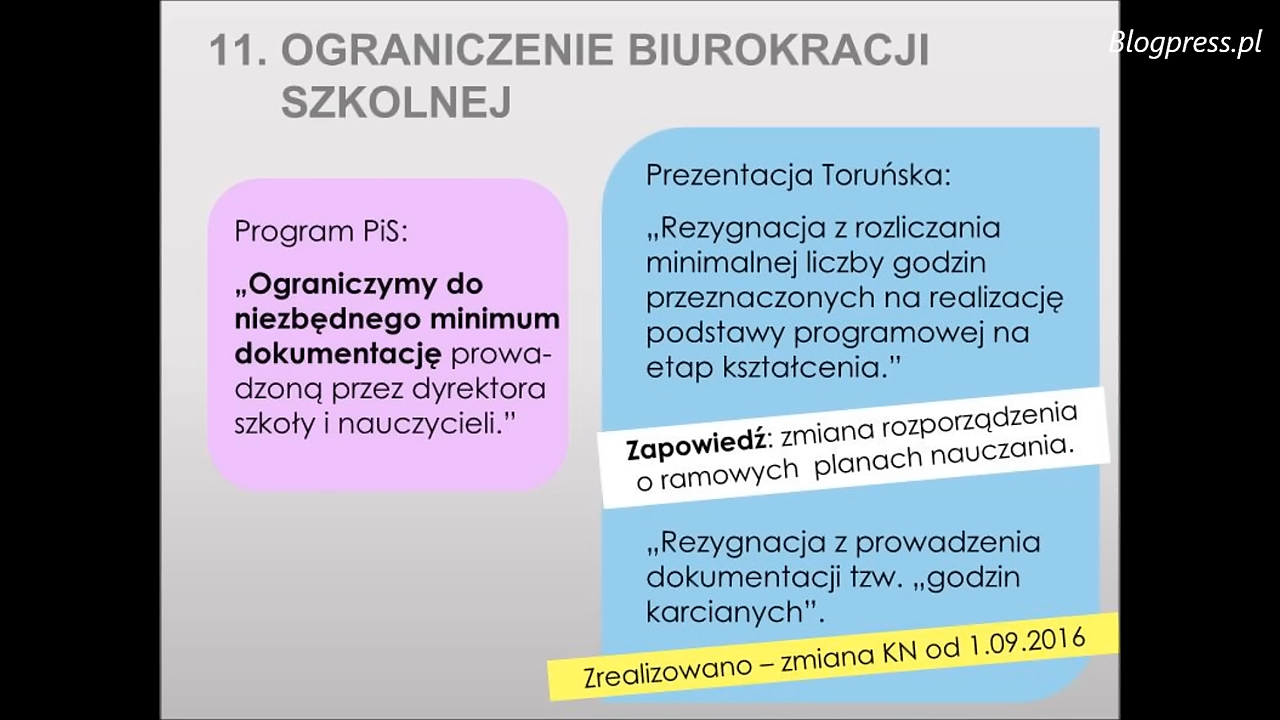 11. OGRANICZENIE BIUROKRACJI
SZKOLNEJ
Blogpress.pl
Program PiS:
„Ograniczymy do
niezbędnego minimum
dokumentację prowa-
dzoną przez dyrektora
szkoły i nauczycieli.”
Prezentacja Toruńska:
„Rezygnacja z rozliczania
minimalnej liczby godzin
przeznaczonych na realizację
podstawy programowej na
etap kształcenia.”
Zapowiedź: zmiana rozporządzenia
o ramowych planach nauczania.
„Rezygnacja z prowadzenia
dokumentacji tzw. „godzin
karcianych”.
Zrealizowano – zmiana KN od 1.09.2016